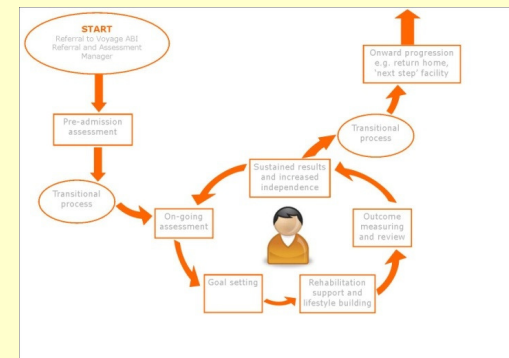 START
Referral to Voyage ABI
Referral and Assessment
Manager
Pre-admission
assessment
Transitional
process
On-going
assessment
Goal setting
Rehabilitation
support and
lifestyle building
Outcome
measuring
and review
Sustained results
and increased
independence
Transitional
process
Onward progression
e.g. return home,
'next step' facility